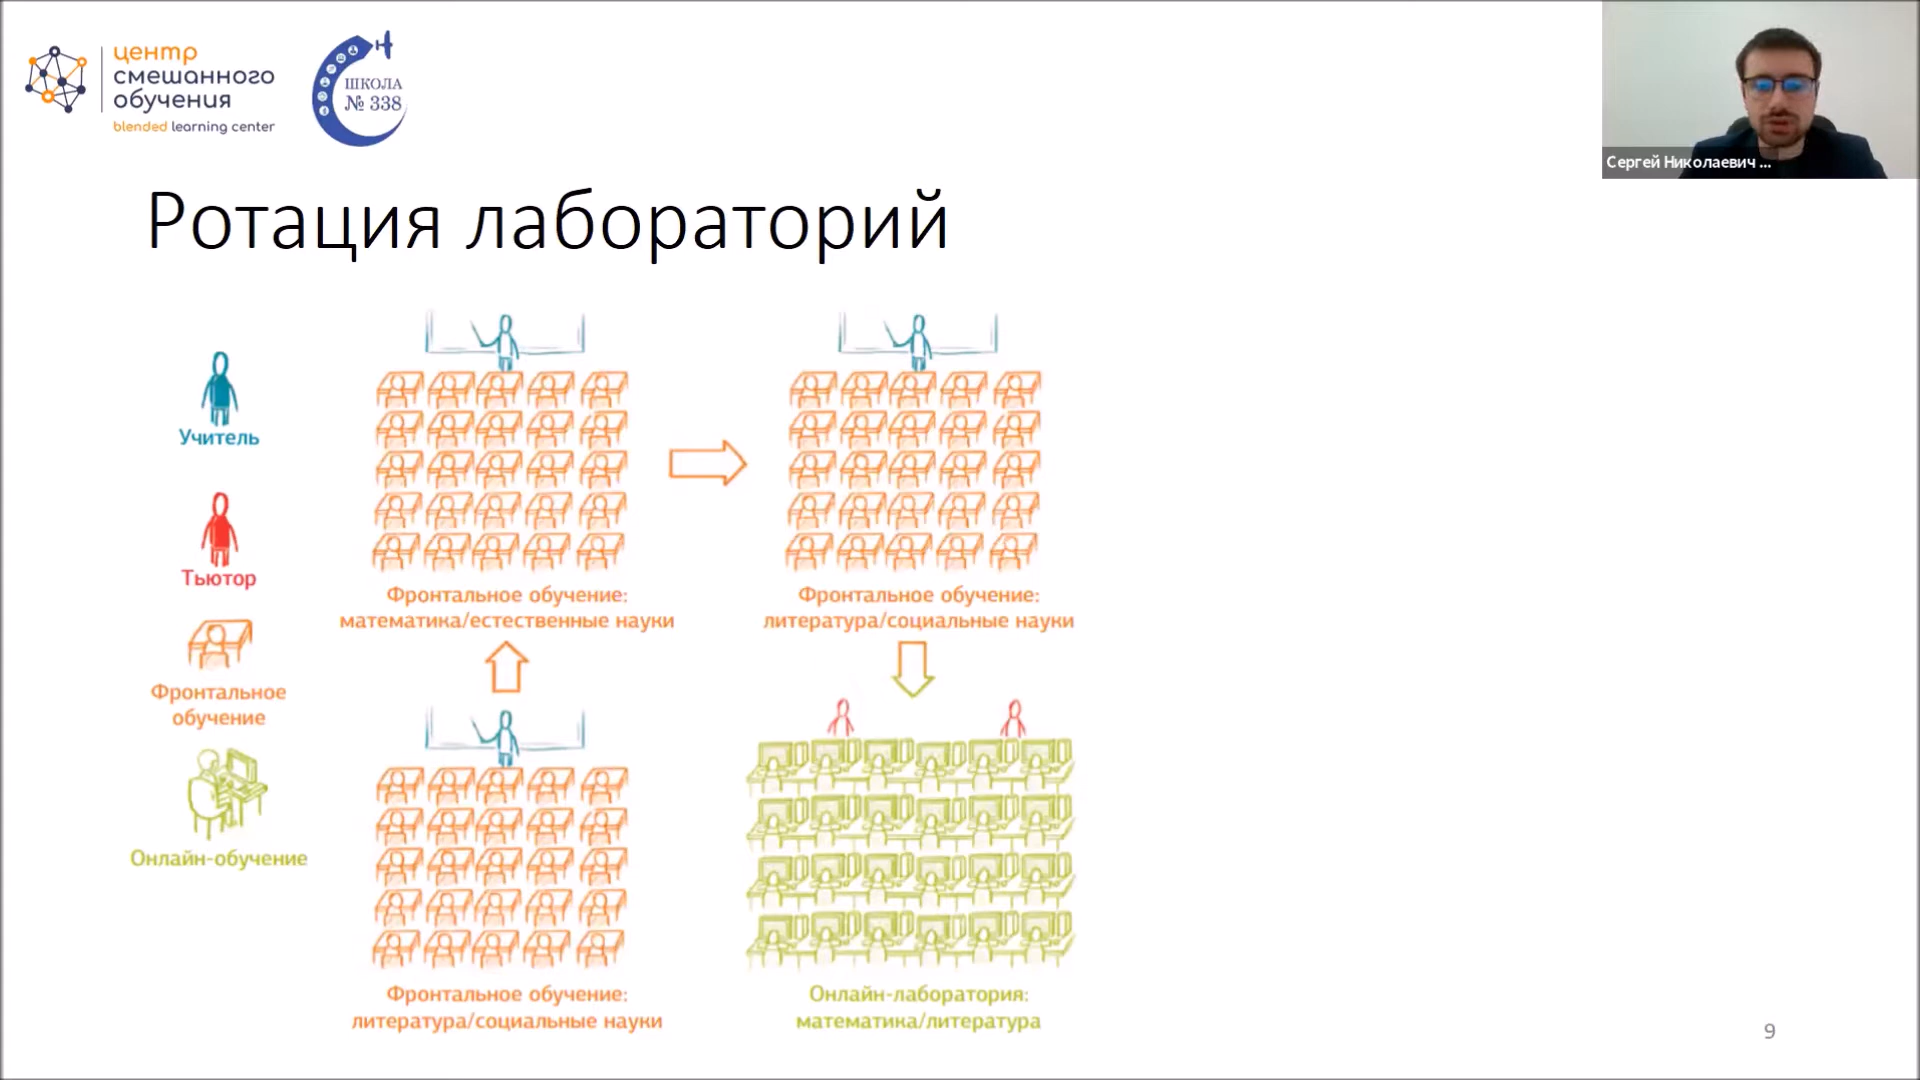 центр
смешанного
обучения
blended learning center
ШКОЛА
№ 338
Сергей Николаевич ...
Ротация лабораторий
Учитель
Тьютор
Фронтальное
обучение
Онлайн-обучение
Фронтальное обучение:
математика/естественные науки
Фронтальное обучение:
литература/социальные науки
Фронтальное обучение:
литература/социальные науки
Онлайн-лаборатория:
математика/литература
9